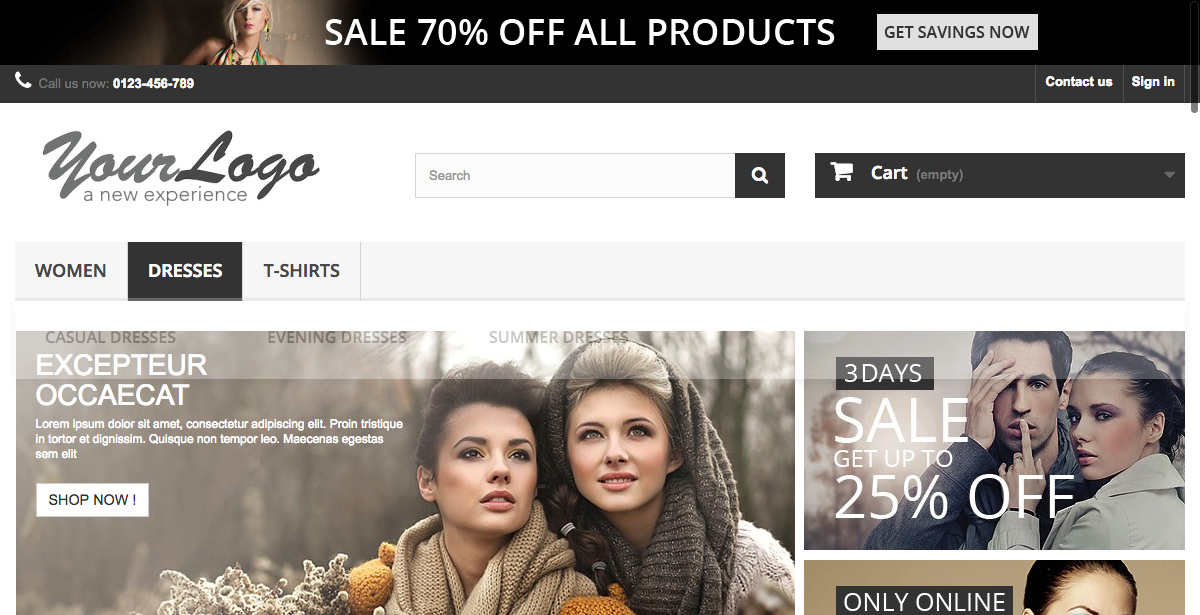 SALE 70% OFF ALL PRODUCTS
GET SAVINGS NOW
Call us now: 0123-456-789
Contact us
Sign in
YourLogo
a new experience
Search
Cart (empty)
WOMEN
DRESSES
T-SHIRTS
CASUAL DRESSES
EVENING DRESSES
SUMMER DRESSES
EXCEPTEUR
OCCAECAT
Lorem ipsum dolor sit amet, consectetur adipiscing elit. Proin tristique
in tortor et dignissim. Quisque non tempor leo. Maecenas egestas
sem elit
SHOP NOW !
3 DAYS
SALE
GET UP TO
25% OFF
ONLY ONLINE